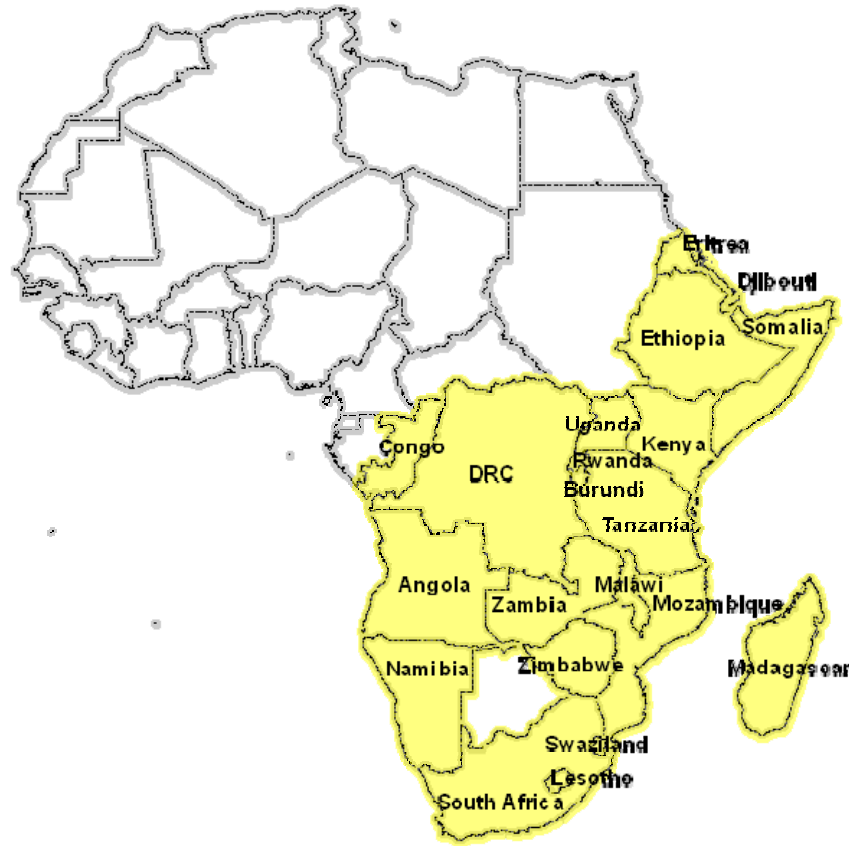 Eritrea
Djibouti
Somalia
Ethiopia
Uganda
Kenya
Congo
Rwanda
DRC
Burundi
Tanzania
Angola
Malawi
Zambia
Mozambique
Namibia
Zimbabwe
Madagascar
Swaziland
Lesotho
South Africa